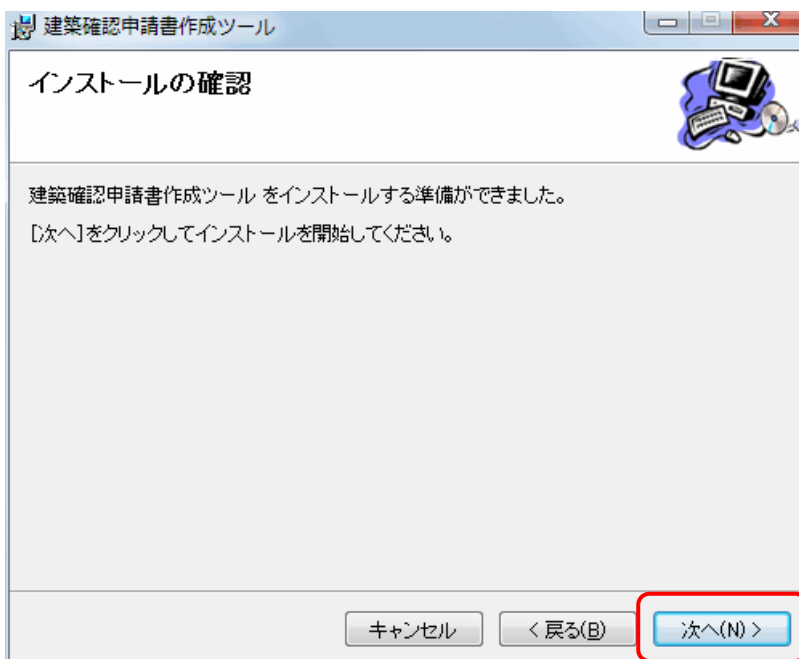 建築確認申請書作成ツール
インストールの確認
建築確認申請書作成ツール をインストールする準備ができました。
[次へ]をクリックしてインストールを開始してください。
キャンセル
< 戻る(B)
次へ(N) >